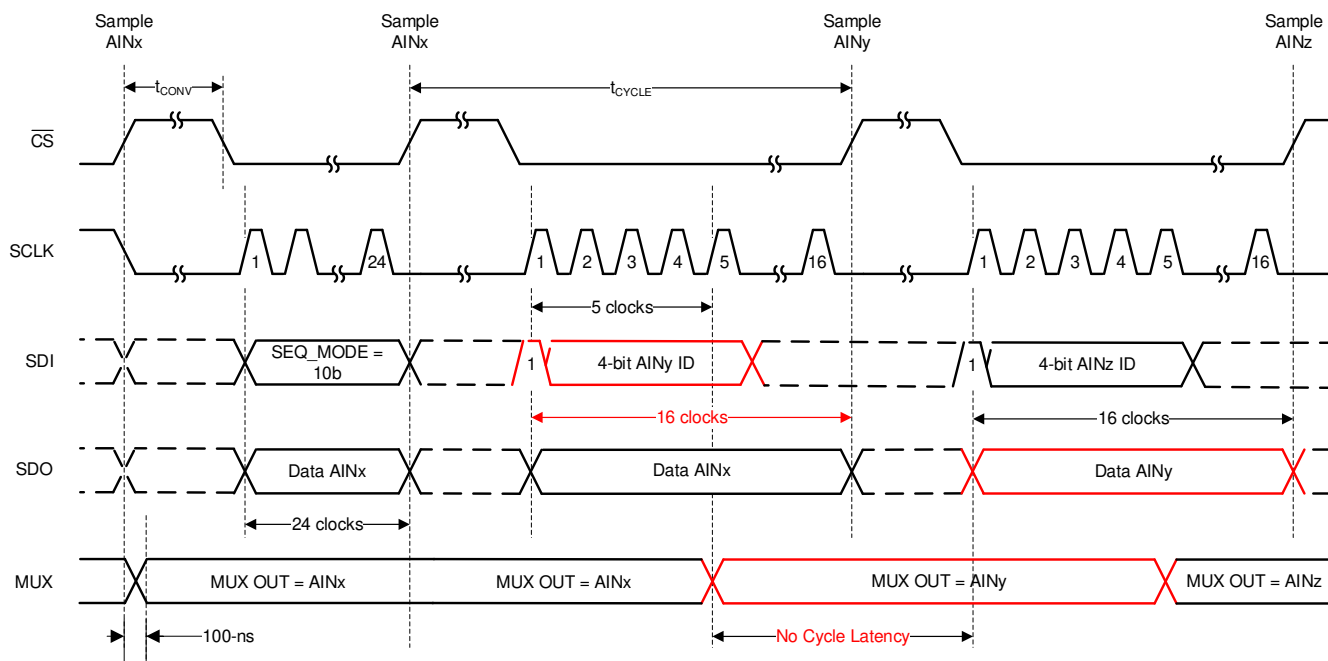 Sample
AINx
Sample
AINx
Sample
AINy
Sample
AINz
tCONV
tCYCLE
CS
SCLK
1
24
1
2
3
4
5
16
1
2
3
4
5
16
5 clocks
SDI
SEQ_MODE =
10b
1
4-bit AINy ID
1
4-bit AINz ID
16 clocks
16 clocks
SDO
Data AINx
Data AINx
Data AINy
24 clocks
MUX
MUX OUT = AINx
MUX OUT = AINx
MUX OUT = AINy
MUX OUT = AINz
100-ns
No Cycle Latency